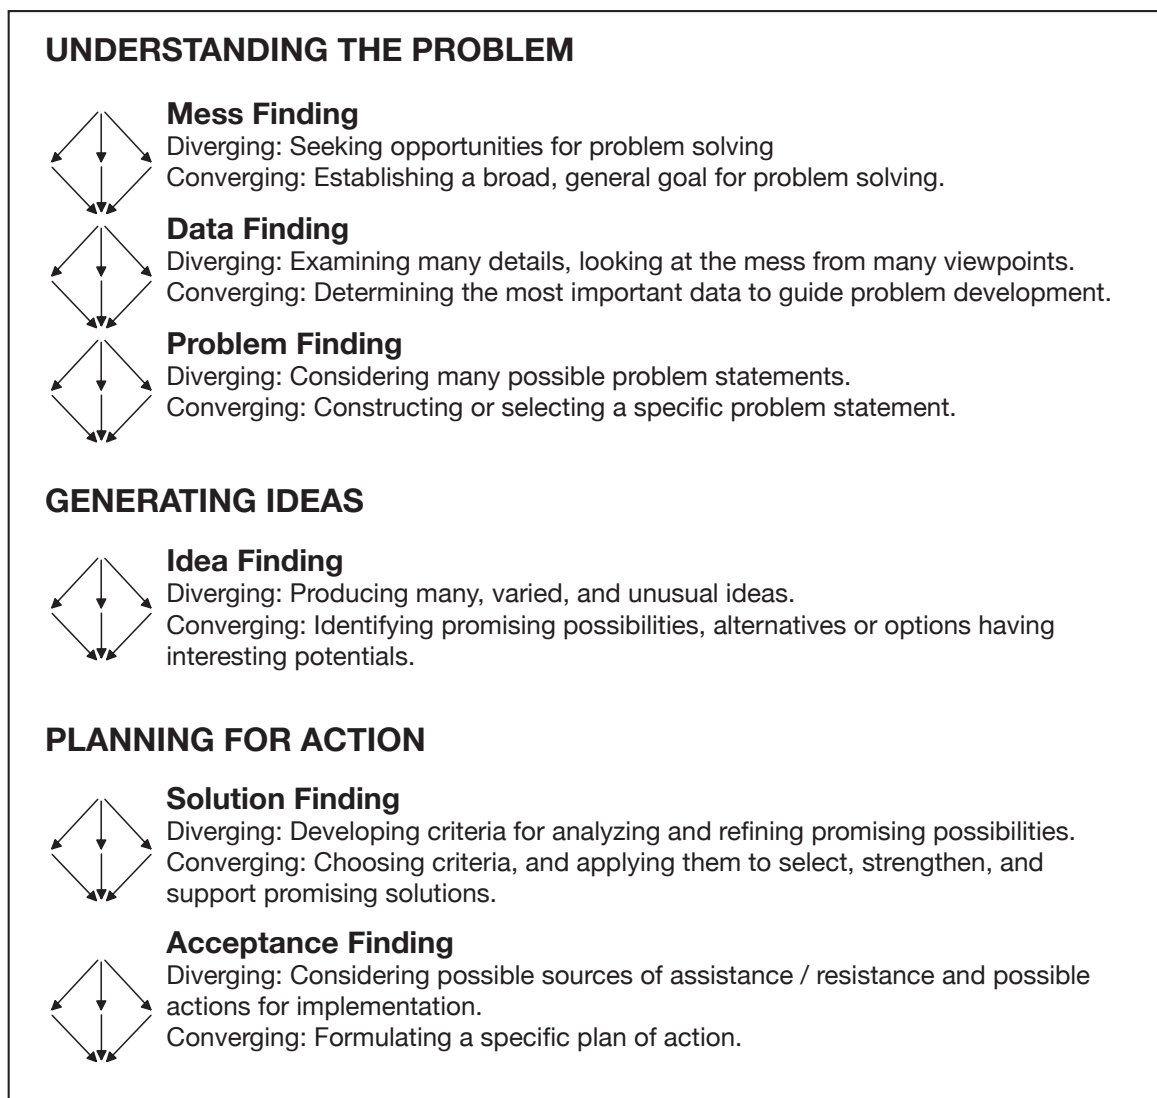 UNDERSTANDING THE PROBLEM
Mess Finding
Diverging: Seeking opportunities for problem solving
Converging: Establishing a broad, general goal for problem solving.
Data Finding
Diverging: Examining many details, looking at the mess from many viewpoints.
Converging: Determining the most important data to guide problem development.
Problem Finding
Diverging: Considering many possible problem statements.
Converging: Constructing or selecting a specific problem statement.
GENERATING IDEAS
Idea Finding
Diverging: Producing many, varied, and unusual ideas.
Converging: Identifying promising possibilities, alternatives or options having
interesting potentials.
PLANNING FOR ACTION
Solution Finding
Diverging: Developing criteria for analyzing and refining promising possibilities.
Converging: Choosing criteria, and applying them to select, strengthen, and
support promising solutions.
Acceptance Finding
Diverging: Considering possible sources of assistance / resistance and possible
actions for implementation.
Converging: Formulating a specific plan of action.